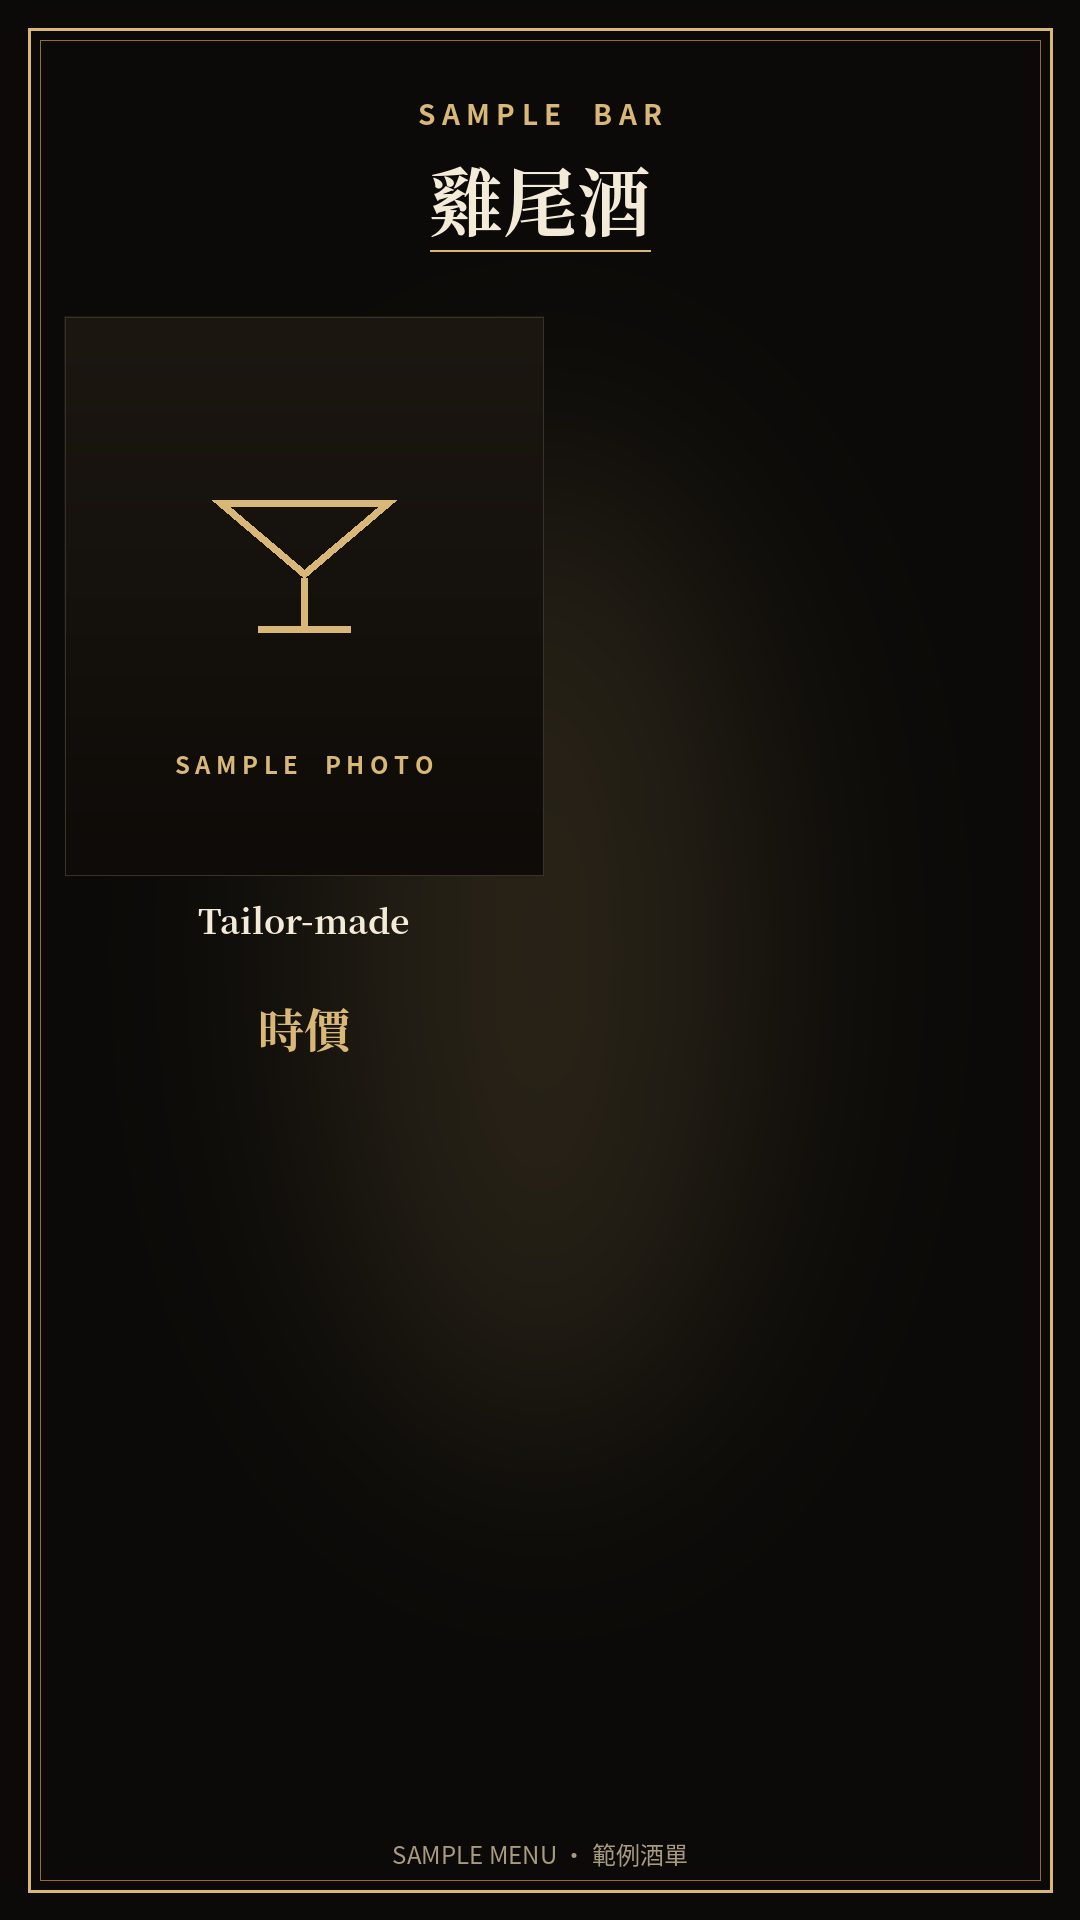 SAMPLE BAR
雞尾酒
SAMPLE PHOTO
Tailor-made
時價
SAMPLE MENU · 範例酒單